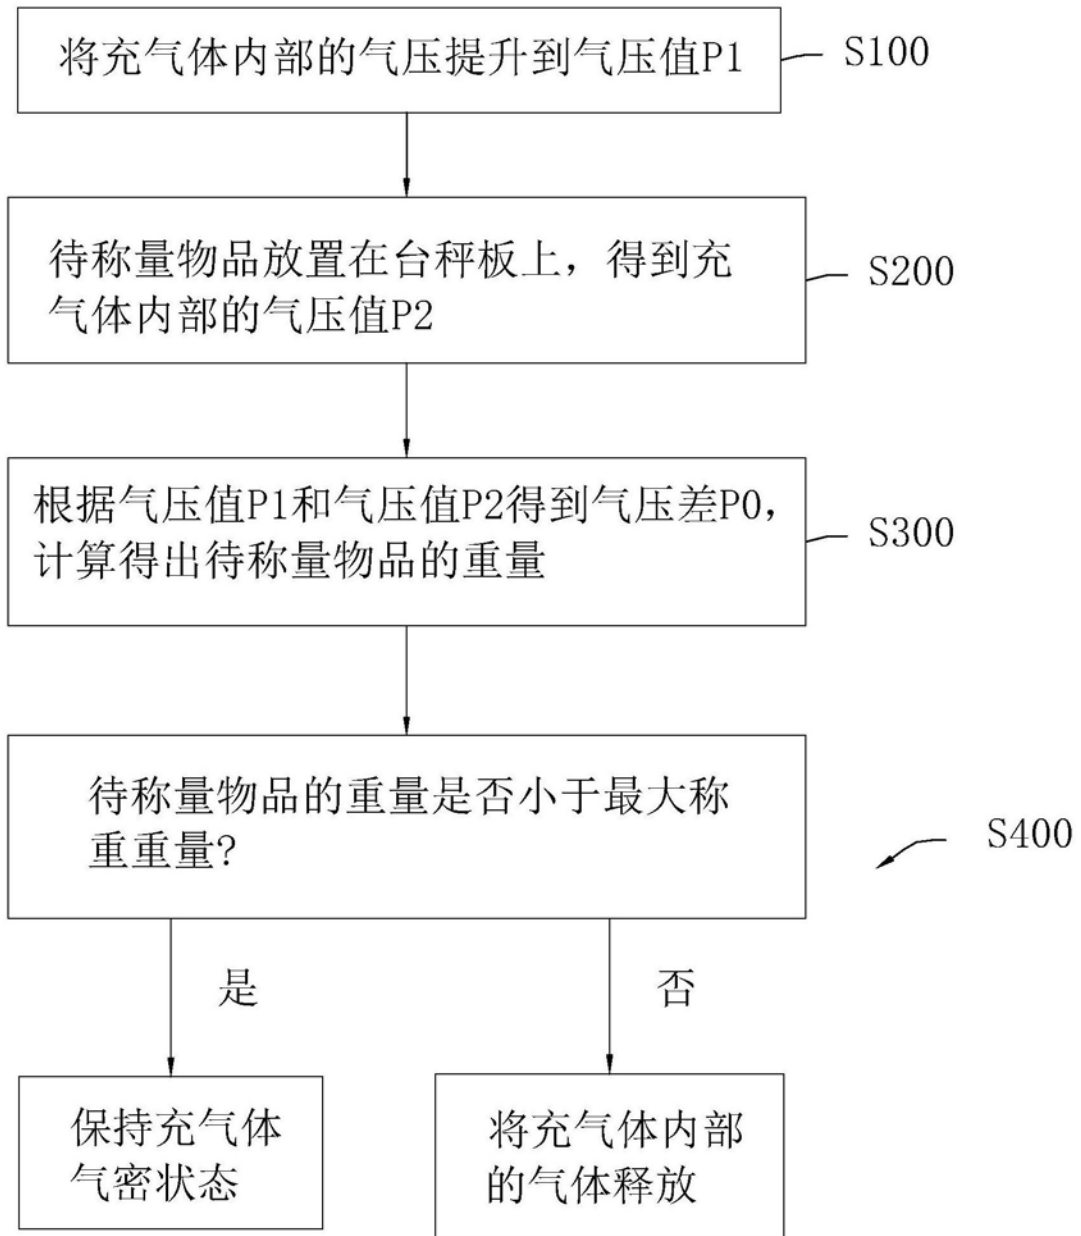 将充气体内部的气压提升到气压值P1
S100
待称量物品放置在台秤板上，得到充
气体内部的气压值P2
S200
根据气压值P1和气压值P2得到气压差P0，
计算得出待称量物品的重量
S300
待称量物品的重量是否小于最大称
重重量?
S400
是
否
保持充气体
气密状态
将充气体内部
的气体释放